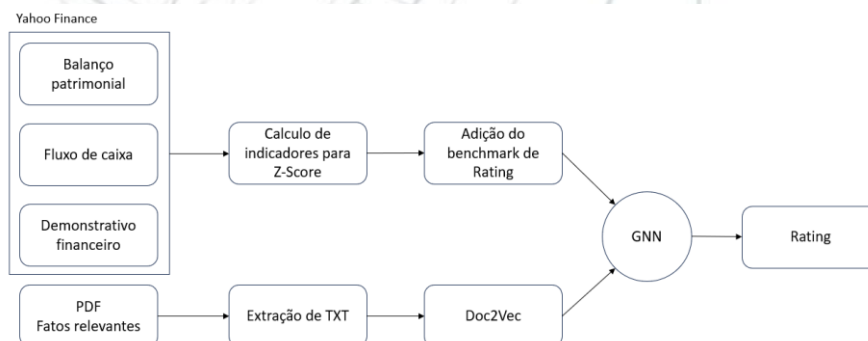 Yahoo Finance
Balanço
patrimonial
Fluxo de caixa
Demonstrativo
financeiro
Calculo de
indicadores para
Z-Score
Adição do
benchmark de
Rating
GNN
Rating
PDF
Fatos relevantes
Extração de TXT
Doc2Vec